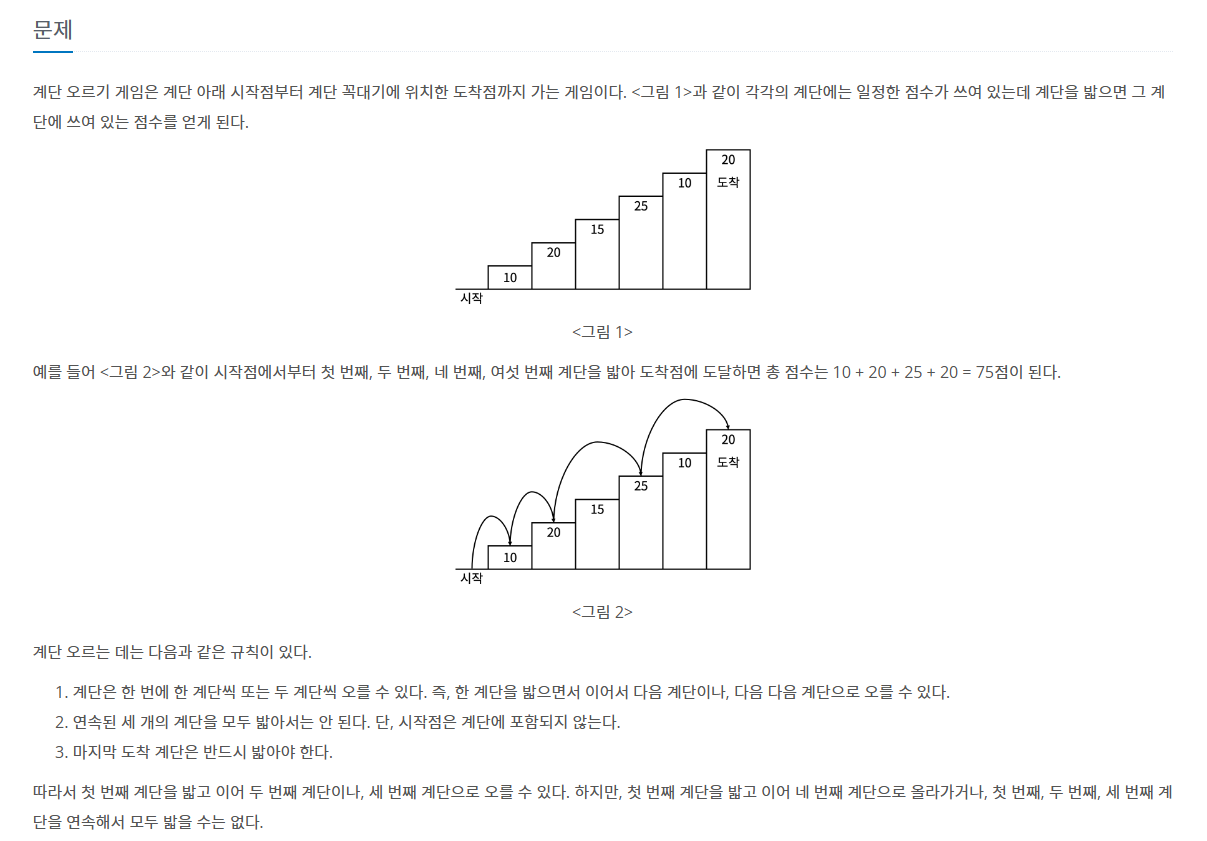 문제
계단 오르기 게임은 계단 아래 시작점부터 계단 꼭대기에 위치한 도착점까지 가는 게임이다. <그림 1>과 같이 각각의 계단에는 일정한 점수가 쓰여 있는데 계단을 밟으면 그 계
단에 쓰여 있는 점수를 얻게 된다.
20
10
도착
25
15
20
10
시작
<그림 1>
예를 들어 <그림 2>와 같이 시작점에서부터 첫 번째, 두 번째, 네 번째, 여섯 번째 계단을 밟아 도착점에 도달하면 총 점수는 10 + 20 + 25 + 20 = 75점이 된다.
20
10
도착
25
15
20
10
시작
<그림 2>
계단 오르는 데는 다음과 같은 규칙이 있다.
1. 계단은 한 번에 한 계단씩 또는 두 계단씩 오를 수 있다. 즉, 한 계단을 밟으면서 이어서 다음 계단이나, 다음 다음 계단으로 오를 수 있다.
2. 연속된 세 개의 계단을 모두 밟아서는 안 된다. 단, 시작점은 계단에 포함되지 않는다.
3. 마지막 도착 계단은 반드시 밟아야 한다.
따라서 첫 번째 계단을 밟고 이어 두 번째 계단이나, 세 번째 계단으로 오를 수 있다. 하지만, 첫 번째 계단을 밟고 이어 네 번째 계단으로 올라가거나, 첫 번째, 두 번째, 세 번째 계
단을 연속해서 모두 밟을 수는 없다.